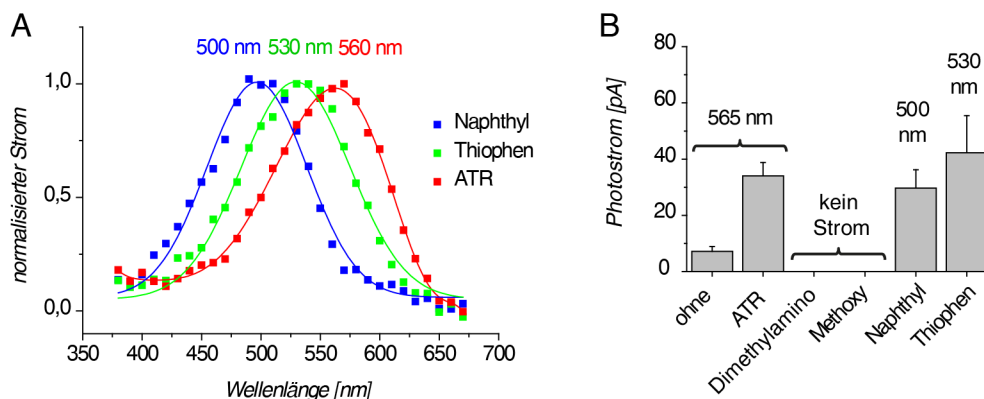 A
500 nm 530 nm 560 nm
normalisierter Strom
1,0
0,5
0,0
Naphthyl
Thiophen
ATR
350 400 450 500 550 600 650 700
Wellenlänge [nm]
B
Photostrom [pA]
80
60
40
20
0
565 nm
kein
Strom
500
nm
530
nm
ohne
ATR
Dimethylamino
Methoxy
Naphthyl
Thiophen